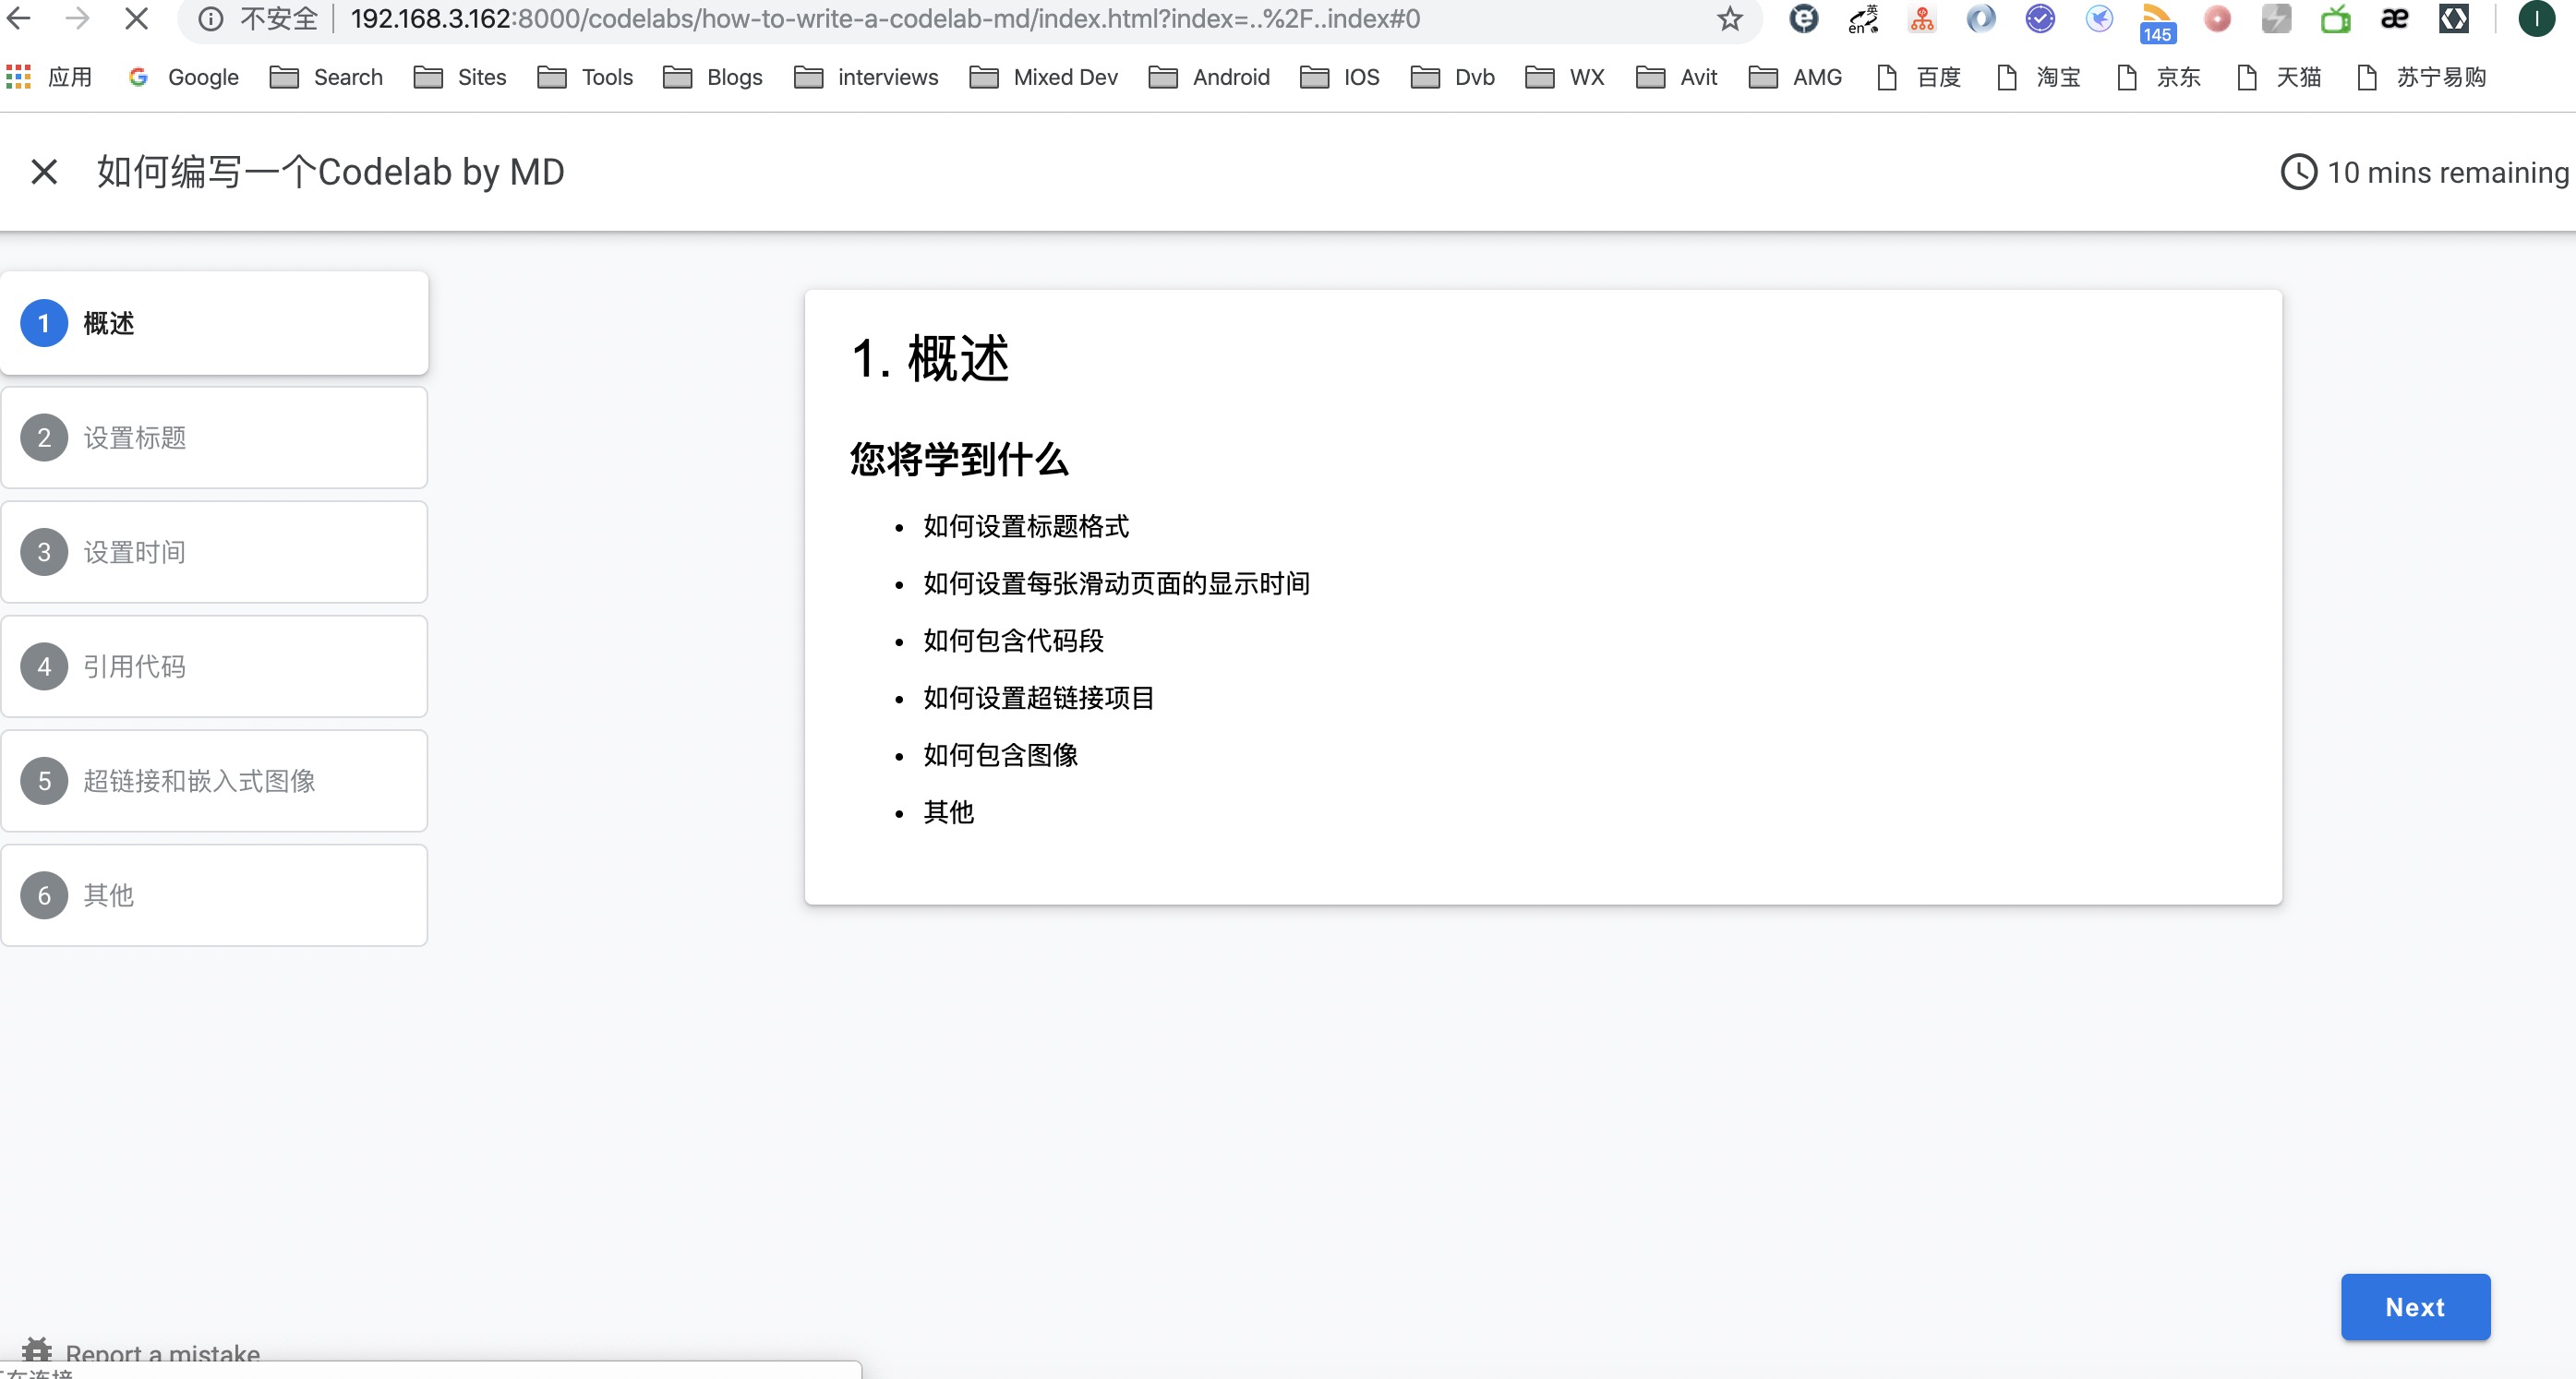 不安全 192.168.3.162:8000/codelabs/how-to-write-a-codelab-md/index.html?index=..%2F..index#0
英
en
145
æ
I
应用 Google Search Sites Tools Blogs interviews Mixed Dev Android IOS Dvb WX Avit AMG 百度 淘宝 京东 天猫 苏宁易购
如何编写一个Codelab by MD
10 mins remaining
1 概述
2 设置标题
3 设置时间
4 引用代码
5 超链接和嵌入式图像
6 其他
1. 概述
您将学到什么
• 如何设置标题格式
• 如何设置每张滑动页面的显示时间
• 如何包含代码段
• 如何设置超链接项目
• 如何包含图像
• 其他
Next
Report a mistake